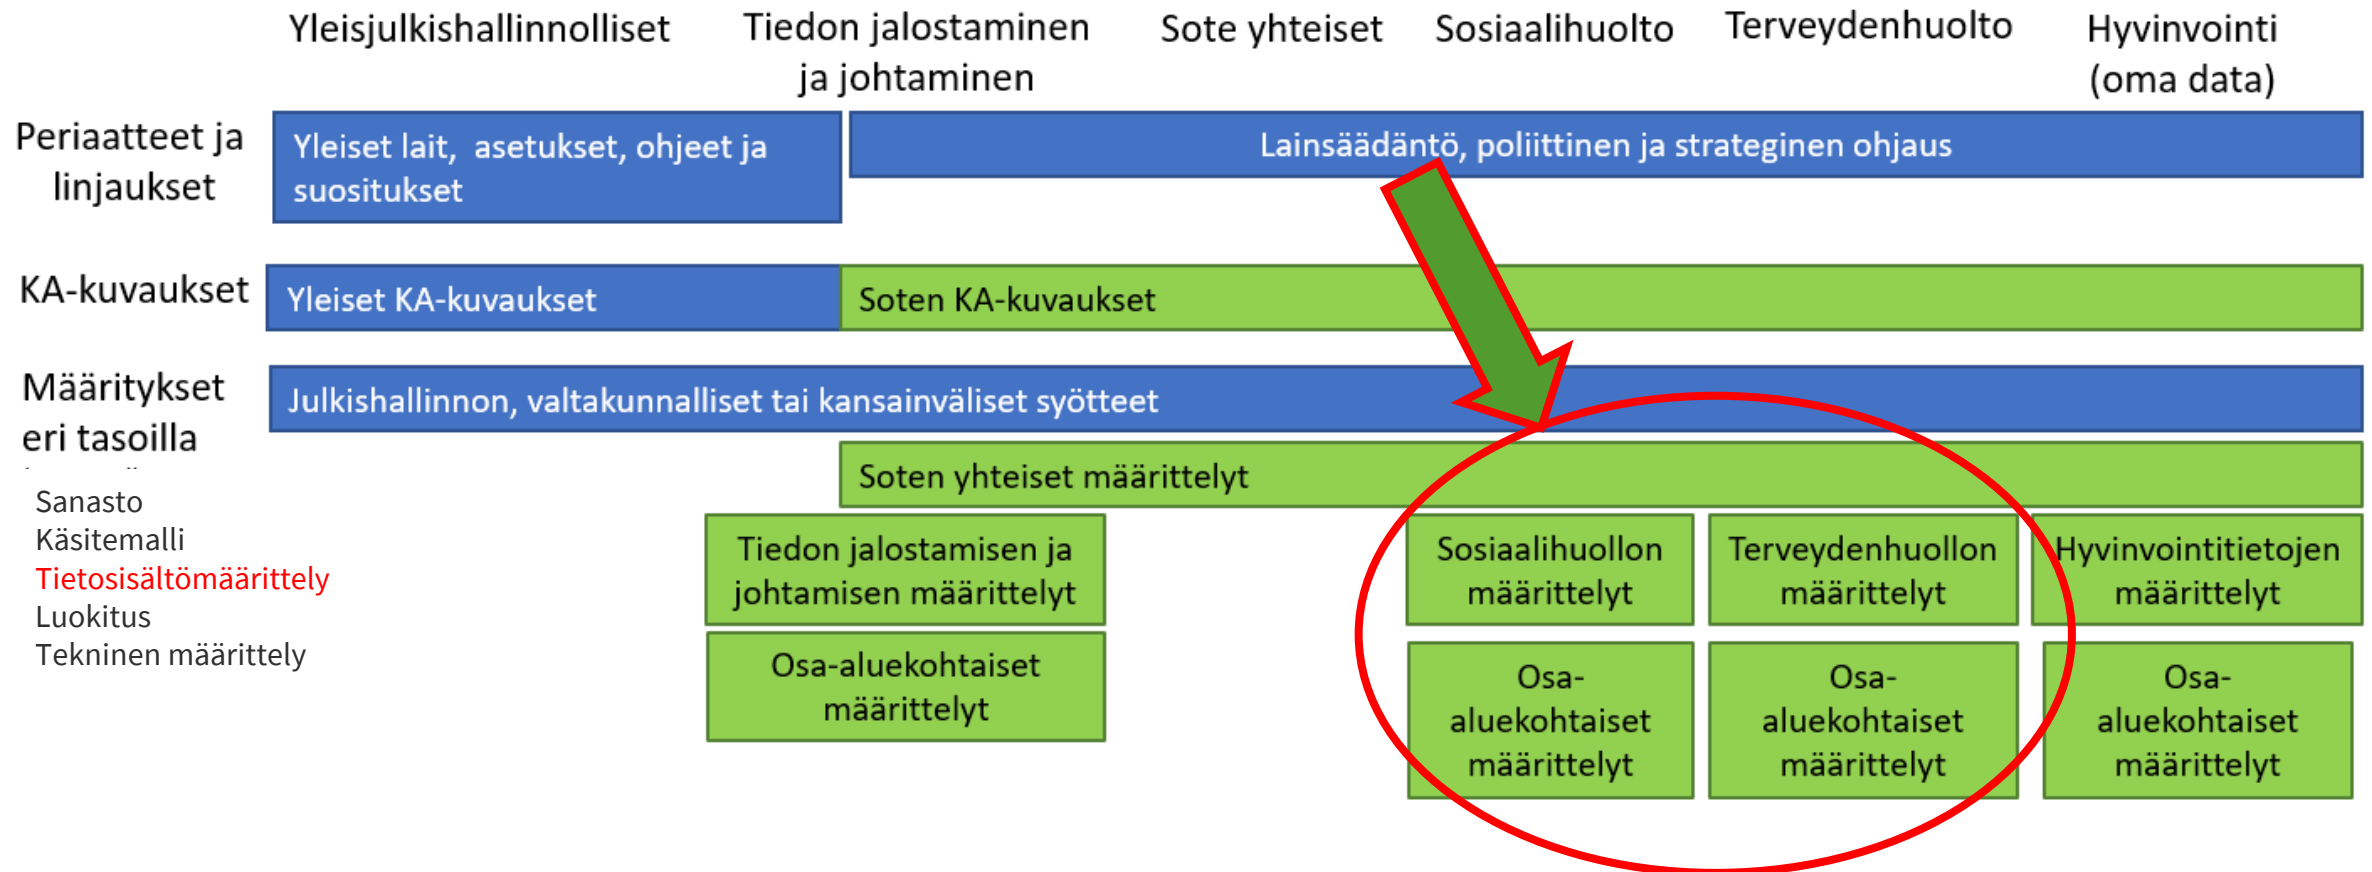 Yleisjulkishallinnolliset
Tiedon jalostaminen
ja johtaminen
Sote yhteiset
Sosiaalihuolto
Terveydenhuolto
Hyvinvointi
(oma data)
Periaatteet ja
linjaukset
Yleiset lait, asetukset, ohjeet ja
suositukset
Lainsäädäntö, poliittinen ja strateginen ohjaus
KA-kuvaukset
Yleiset KA-kuvaukset
Soten KA-kuvaukset
Määritykset
eri tasoilla
Julkishallinnon, valtakunnalliset tai kansainväliset syötteet
Soten yhteiset määrittelyt
Sanasto
Käsitemalli
Tietosisältömäärittely
Luokitus
Tekninen määrittely
Tiedon jalostamisen ja
johtamisen määrittelyt
Sosiaalihuollon
määrittelyt
Terveydenhuollon
määrittelyt
Hyvinvointitietojen
määrittelyt
Osa-aluekohtaiset
määrittelyt
Osa-
aluekohtaiset
määrittelyt
Osa-
aluekohtaiset
määrittelyt
Osa-
aluekohtaiset
määrittelyt